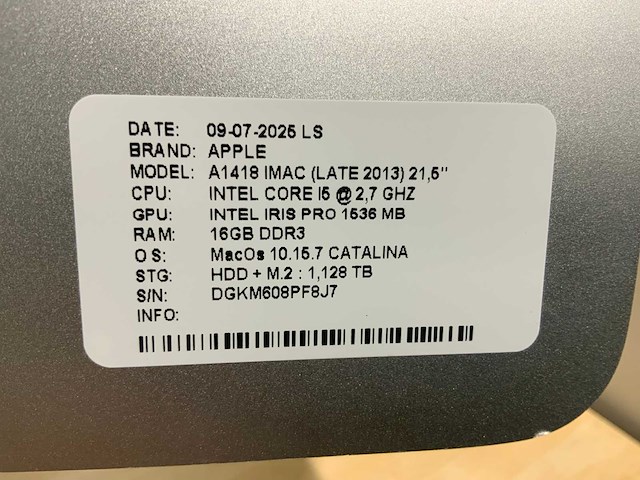 DATE: 09-07-2025 LS
BRAND: APPLE
MODEL: A1418 IMAC (LATE 2013) 21,5"
CPU: INTEL CORE I5 @ 2,7 GHZ
GPU: INTEL IRIS PRO 1536 MB
RAM: 16GB DDR3
OS: MacOs 10.15.7 CATALINA
STG: HDD + M.2 : 1,128 TB
S/N: DGKM608PF8J7
INFO: